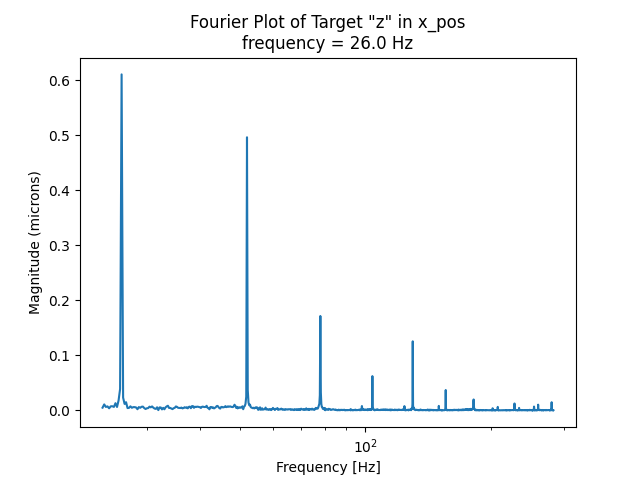 Fourier Plot of Target "z" in x_pos
frequency = 26.0 Hz
Magnitude (microns)
0.6
0.5
0.4
0.3
0.2
0.1
0.0
10²
Frequency [Hz]